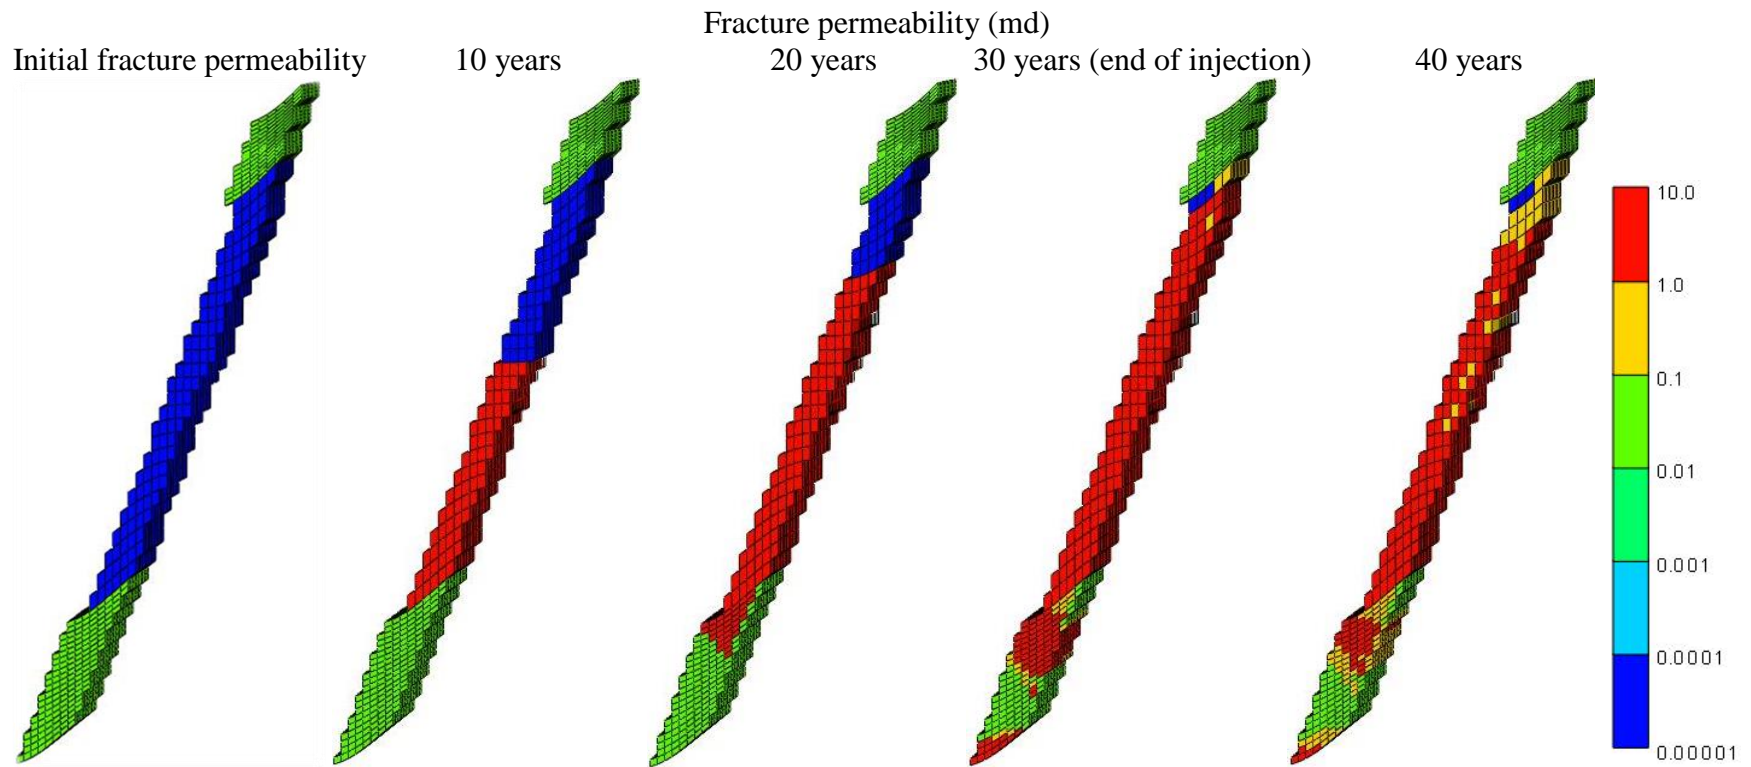 Fracture permeability (md)
Initial fracture permeability
10 years
20 years
30 years (end of injection)
40 years
10.0
1.0
0.1
0.01
0.001
0.0001
0.00001